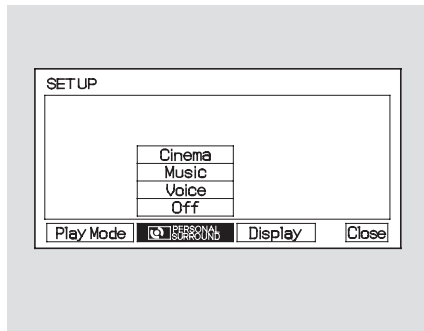 SETUP
Cinema
Music
Voice
Off
Play Mode
PERSONAL
SURROUND
Display
Close